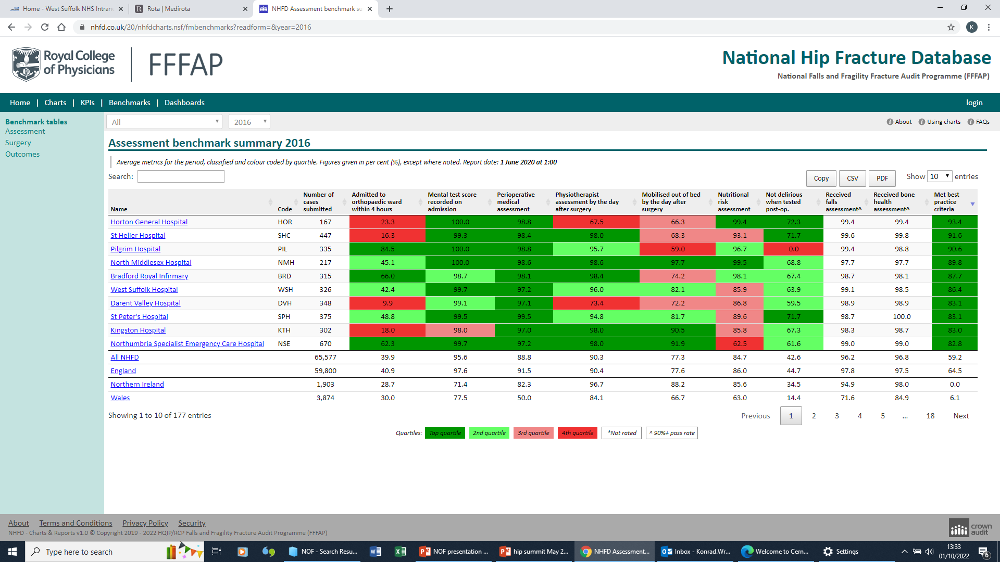 Home - West Suffolk NHS Intrane
Rota | Medirota
NHFD Assessment benchmark su
nhfd.co.uk/20/nhfdcharts.nsf/fmbenchmarks?readform=&year=2016
K
Royal College
of Physicians
FFFAP
National Hip Fracture Database
National Falls and Fragility Fracture Audit Programme (FFFAP)
Home | Charts | KPIs | Benchmarks | Dashboards
login
Benchmark tables
Assessment
Surgery
Outcomes
All
2016
About
Using charts
FAQs
Assessment benchmark summary 2016
Average metrics for the period, classified and colour coded by quartile. Figures given in per cent (%), except where noted. Report date: 1 June 2020 at 1:00
Search:
Copy CSV PDF Show 10 entries
Name Code Number of cases submitted Admitted to orthopaedic ward within 4 hours Mental test score recorded on admission Perioperative medical assessment Physiotherapist assessment by the day after surgery Mobilised out of bed by the day after surgery Nutritional risk assessment Not delirious when tested post-op. Received falls assessment^ Received bone health assessment^ Met best practice criteria
Horton General Hospital HOR 167 23.3 100.0 98.8 67.5 66.3 99.4 72.3 99.4 99.4 93.4
St Helier Hospital SHC 447 16.3 99.3 98.4 98.0 68.3 93.1 71.7 99.6 99.8 91.6
Pilgrim Hospital PIL 335 84.5 100.0 98.8 95.7 59.0 96.7 0.0 99.4 98.8 90.6
North Middlesex Hospital NMH 217 45.1 100.0 98.6 98.6 97.7 99.5 68.8 97.7 97.7 89.8
Bradford Royal Infirmary BRD 315 66.0 98.7 98.1 98.4 74.2 98.1 67.4 98.7 98.1 87.7
West Suffolk Hospital WSH 326 42.4 99.7 97.2 96.0 82.1 85.9 63.9 99.1 98.5 86.4
Darent Valley Hospital DVH 348 9.9 99.1 97.1 73.4 72.2 86.8 59.5 98.9 98.9 83.1
St Peter's Hospital SPH 375 48.8 99.5 99.5 94.8 81.7 89.6 71.7 98.7 100.0 83.1
Kingston Hospital KTH 302 18.0 98.0 97.0 98.0 90.5 85.8 67.3 98.3 98.7 83.0
Northumbria Specialist Emergency Care Hospital NSE 670 62.3 99.7 97.2 98.0 91.9 62.5 61.6 99.0 99.0 82.8
All NHFD 65,577 39.9 95.6 88.8 90.3 77.3 84.7 42.6 96.2 96.8 59.2
England 59,800 40.9 97.6 91.5 90.4 77.6 86.0 44.7 97.8 97.5 64.5
Northern Ireland 1,903 28.7 71.4 82.3 96.7 88.2 85.6 34.5 94.9 98.0 0.0
Wales 3,874 30.0 77.5 50.0 84.1 66.7 63.0 14.4 71.6 84.9 6.1
Showing 1 to 10 of 177 entries
Previous 1 2 3 4 5 ... 18 Next
Quartiles: Top quartile 2nd quartile 3rd quartile 4th quartile *Not rated ^ 90%+ pass rate
About Terms and Conditions Privacy Policy Security
NHFD - Charts & Reports v1.0 © Copyright 2019 - 2022 HQIP/RCP Falls and Fragility Fracture Audit Programme (FFFAP)
crown
audit
Type here to search
NOF - Search Resu...
NOF presentation ...
hip summit May 2...
NHFD Assessment...
Inbox - Konrad.Wr...
Welcome to Cern...
Settings
13:33
01/10/2022
6